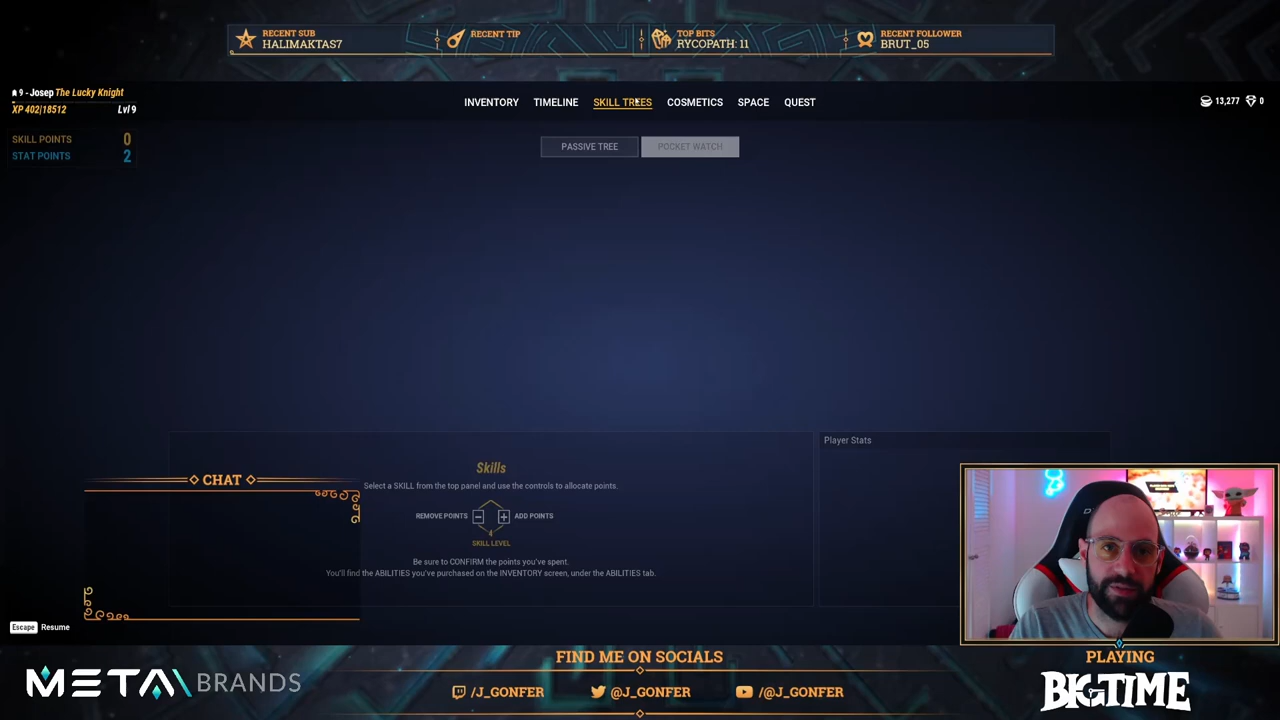 RECENT SUB
HALIMAKTAS7
RECENT TIP
TOP BITS
RYCOPATH: 11
RECENT FOLLOWER
BRUT_05
9 - Josep The Lucky Knight
XP 402|18512
Lvl 9
INVENTORY
TIMELINE
SKILL TREES
COSMETICS
SPACE
QUEST
13,277
0
SKILL POINTS 0
STAT POINTS 2
PASSIVE TREE
POCKET WATCH
Player Stats
Skills
Select a SKILL from the top panel and use the controls to allocate points.
REMOVE POINTS
ADD POINTS
SKILL LEVEL
Be sure to CONFIRM the points you've spent.
You'll find the ABILITIES you've purchased on the INVENTORY screen, under the ABILITIES tab.
CHAT
Escape Resume
FIND ME ON SOCIALS
/J_GONFER
@J_GONFER
/@J_GONFER
META BRANDS
PLAYING
BIGTIME